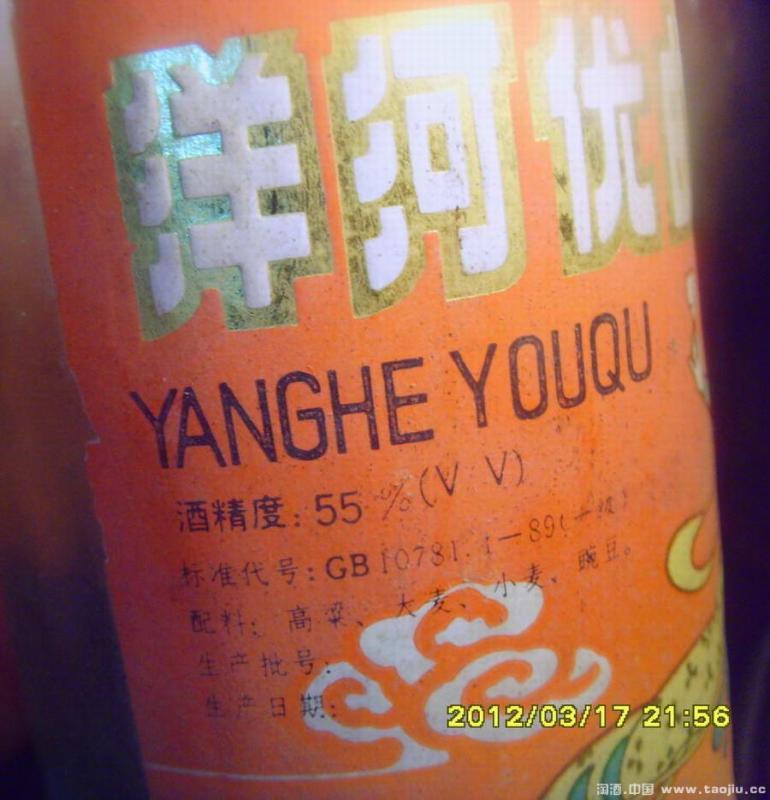 洋河优
YANGHE YOUQU
酒精度: 55 %(V V)
标准代号: GB 10781.1-89(一级)
配料: 高粱、大麦、小麦、豌豆。
生产批号:
生产日期:
2012/03/17 21:56
淘酒.中国 www.taojiu.cc